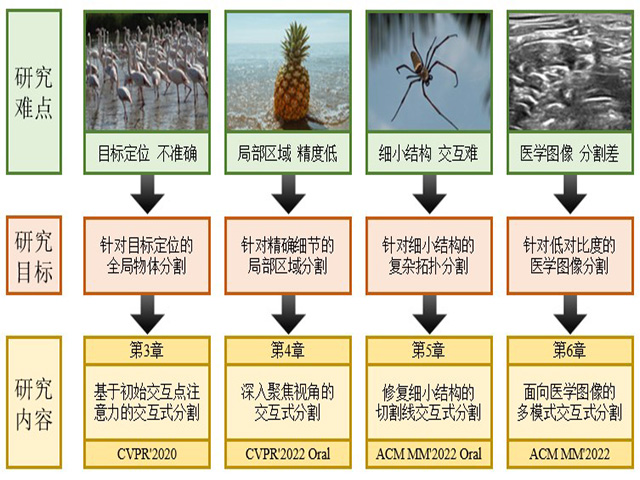 研究
难点
目标定位 不准确
局部区域 精度低
细小结构 交互难
医学图像 分割差
研究
目标
针对目标定位的
全局物体分割
针对精确细节的
局部区域分割
针对细小结构的
复杂拓扑分割
针对低对比度的
医学图像分割
研究
内容
第3章
基于初始交互点注
意力的交互式分割
CVPR'2020
第4章
深入聚焦视角的
交互式分割
CVPR'2022 Oral
第5章
修复细小结构的
切割线交互式分割
ACM MM'2022 Oral
第6章
面向医学图像的
多模式交互式分割
ACM MM'2022